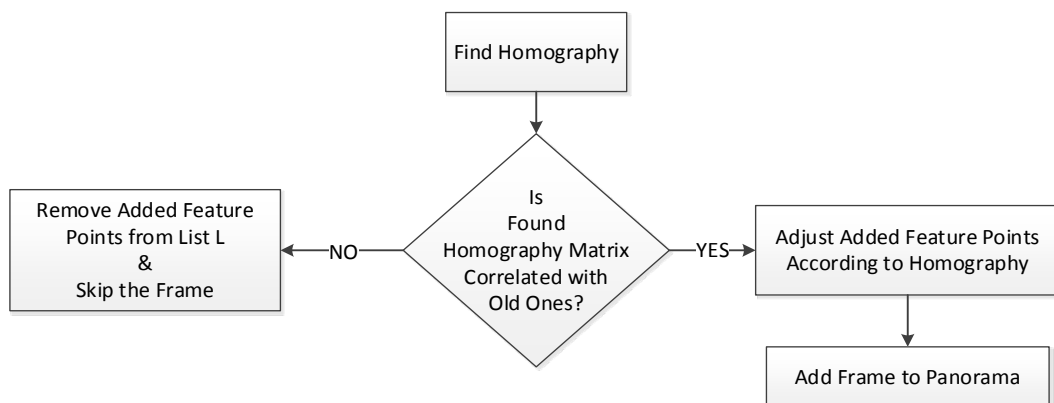 Find Homography
Is
Found
Homography Matrix
Correlated with
Old Ones?
NO
Remove Added Feature
Points from List L
&
Skip the Frame
YES
Adjust Added Feature Points
According to Homography
Add Frame to Panorama